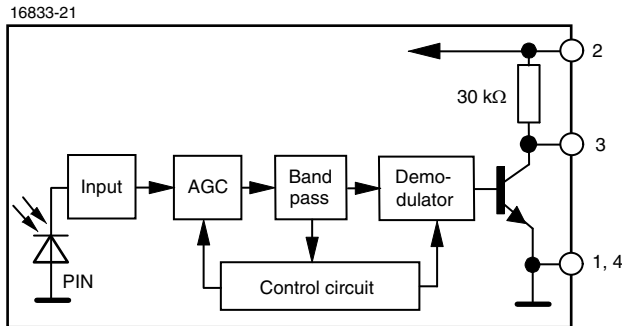 16833-21
2
30 kΩ
3
Input
AGC
Band
pass
Demo-
dulator
PIN
Control circuit
1, 4